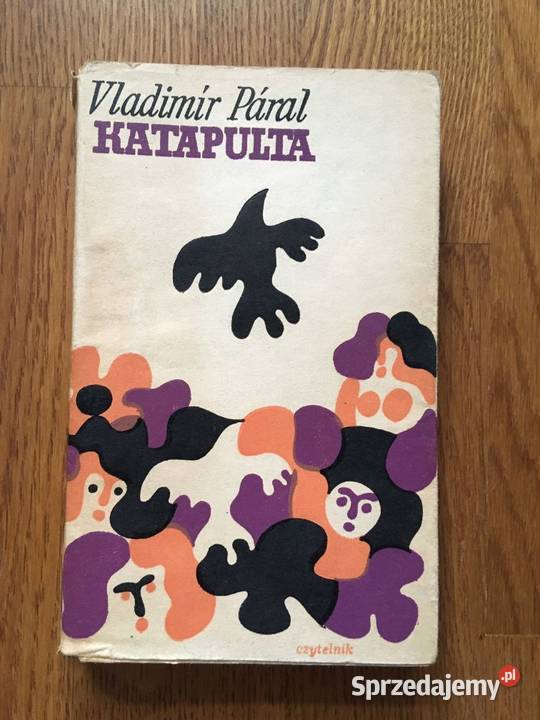 Vladimír Páral
KATAPULTA
czytelnik
Sprzedajemy.pl